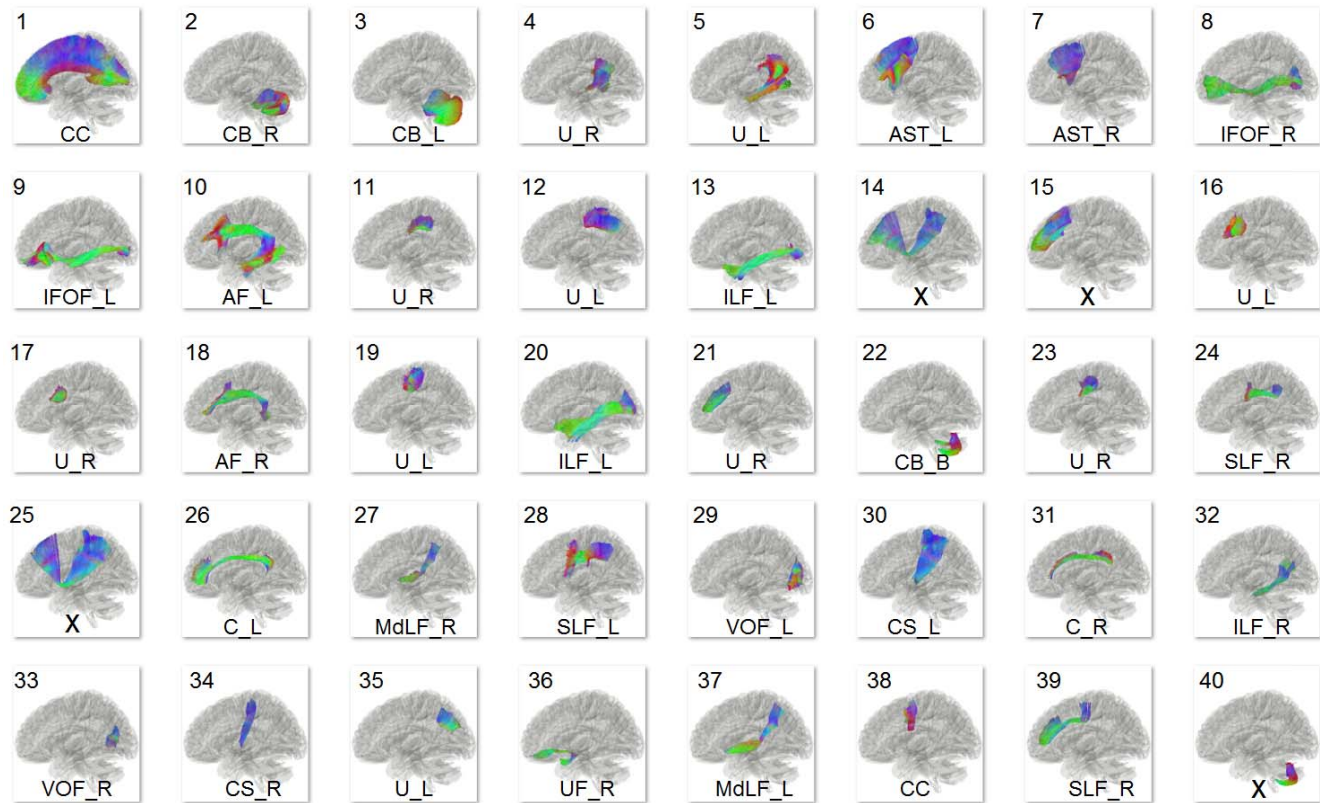 1 2 3 4 5 6 7 8
CC CB_R CB_L U_R U_L AST_L AST_R IFOF_R
9 10 11 12 13 14 15 16
IFOF_L AF_L U_R U_L ILF_L X X U_L
17 18 19 20 21 22 23 24
U_R AF_R U_L ILF_L U_R CB_B U_R SLF_R
25 26 27 28 29 30 31 32
X C_L MdLF_R SLF_L VOF_L CS_L C_R ILF_R
33 34 35 36 37 38 39 40
VOF_R CS_R U_L UF_R MdLF_L CC SLF_R X